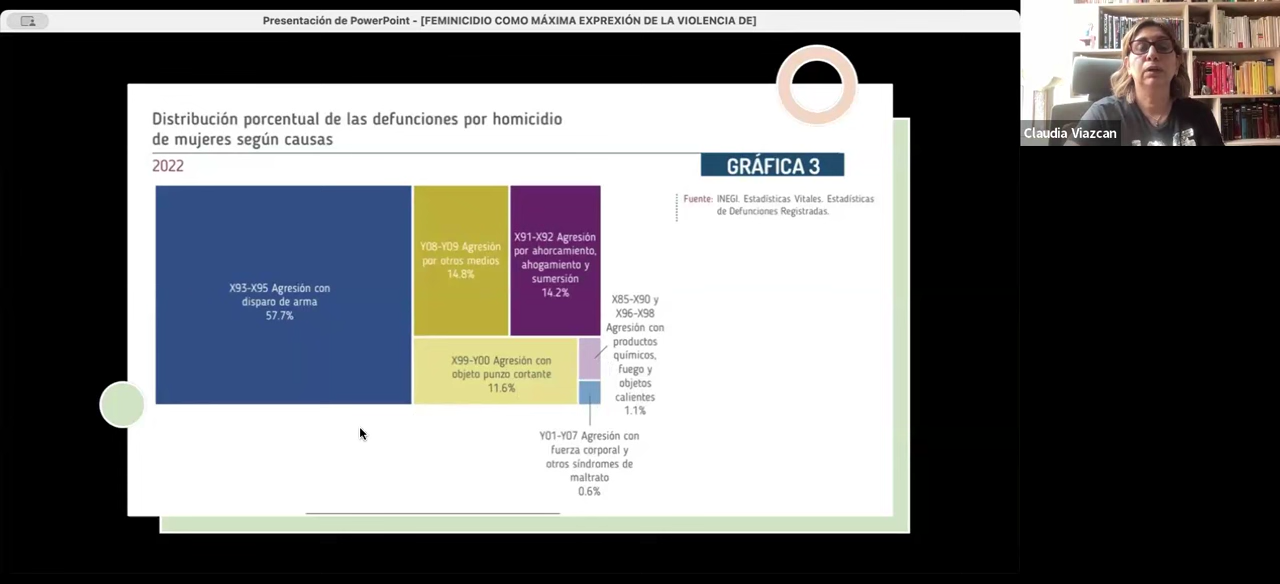 Presentación de PowerPoint - [FEMINICIDIO COMO MÁXIMA EXPREXIÓN DE LA VIOLENCIA DE]
Claudia Viazcan
Distribución porcentual de las defunciones por homicidio
de mujeres según causas
2022
GRÁFICA 3
Fuente: INEGI. Estadísticas Vitales. Estadísticas
de Defunciones Registradas.
X93-X95 Agresión con
disparo de arma
57.7%
Y08-Y09 Agresión
por otros medios
14.8%
X91-X92 Agresión
por ahorcamiento,
ahogamiento y
sumersión
14.2%
X99-Y00 Agresión con
objeto punzo cortante
11.6%
X85-X90 y
X96-X98
Agresión con
productos
químicos,
fuego y
objetos
calientes
1.1%
Y01-Y07 Agresión con
fuerza corporal y
otros síndromes de
maltrato
0.6%